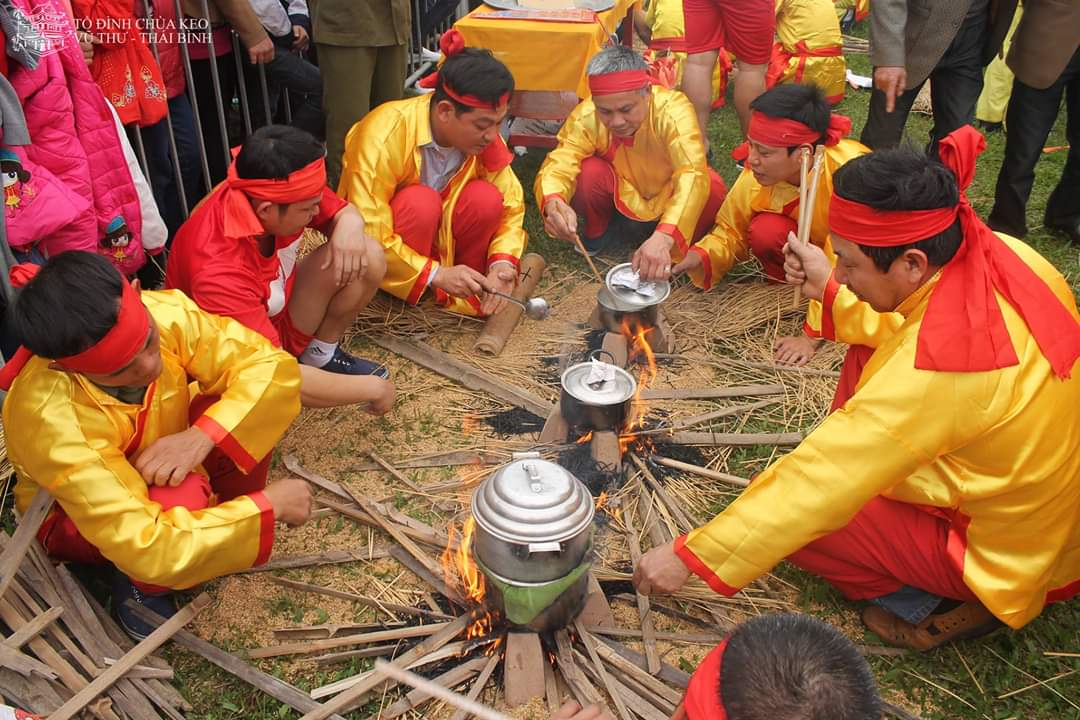 TỔ ĐÌNH CHÙA KEO
VŨ THƯ - THÁI BÌNH